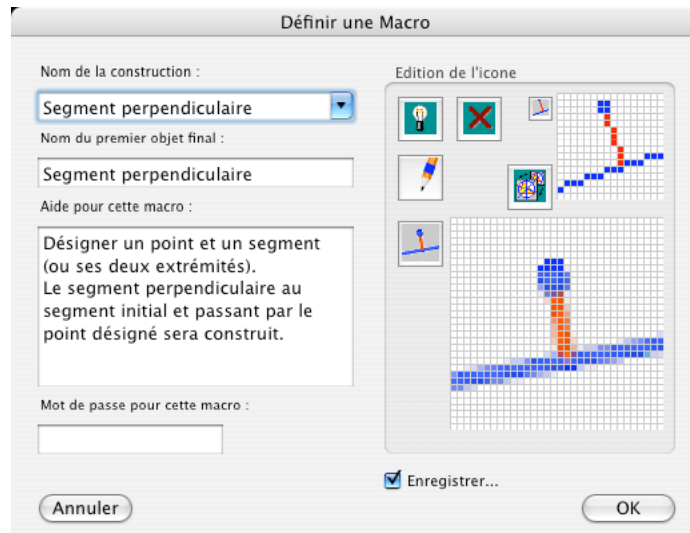 Définir une Macro
Nom de la construction :
Segment perpendiculaire
Nom du premier objet final :
Segment perpendiculaire
Aide pour cette macro :
Désigner un point et un segment
(ou ses deux extrémités).
Le segment perpendiculaire au
segment initial et passant par le
point désigné sera construit.
Mot de passe pour cette macro :
Edition de l'icone
Enregistrer...
Annuler
OK